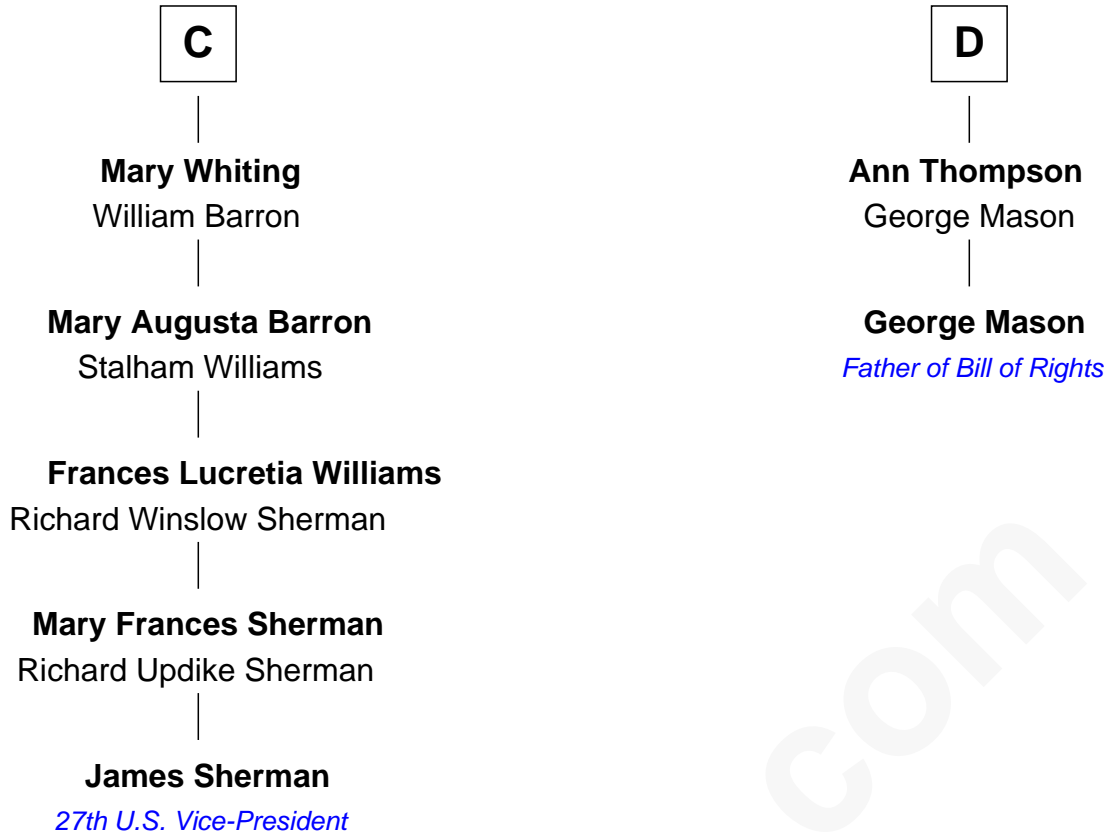 C
Mary Whiting
William Barron
Mary Augusta Barron
Stalham Williams
Frances Lucretia Williams
Richard Winslow Sherman
Mary Frances Sherman
Richard Updike Sherman
James Sherman
27th U.S. Vice-President
D
Ann Thompson
George Mason
George Mason
Father of Bill of Rights
com